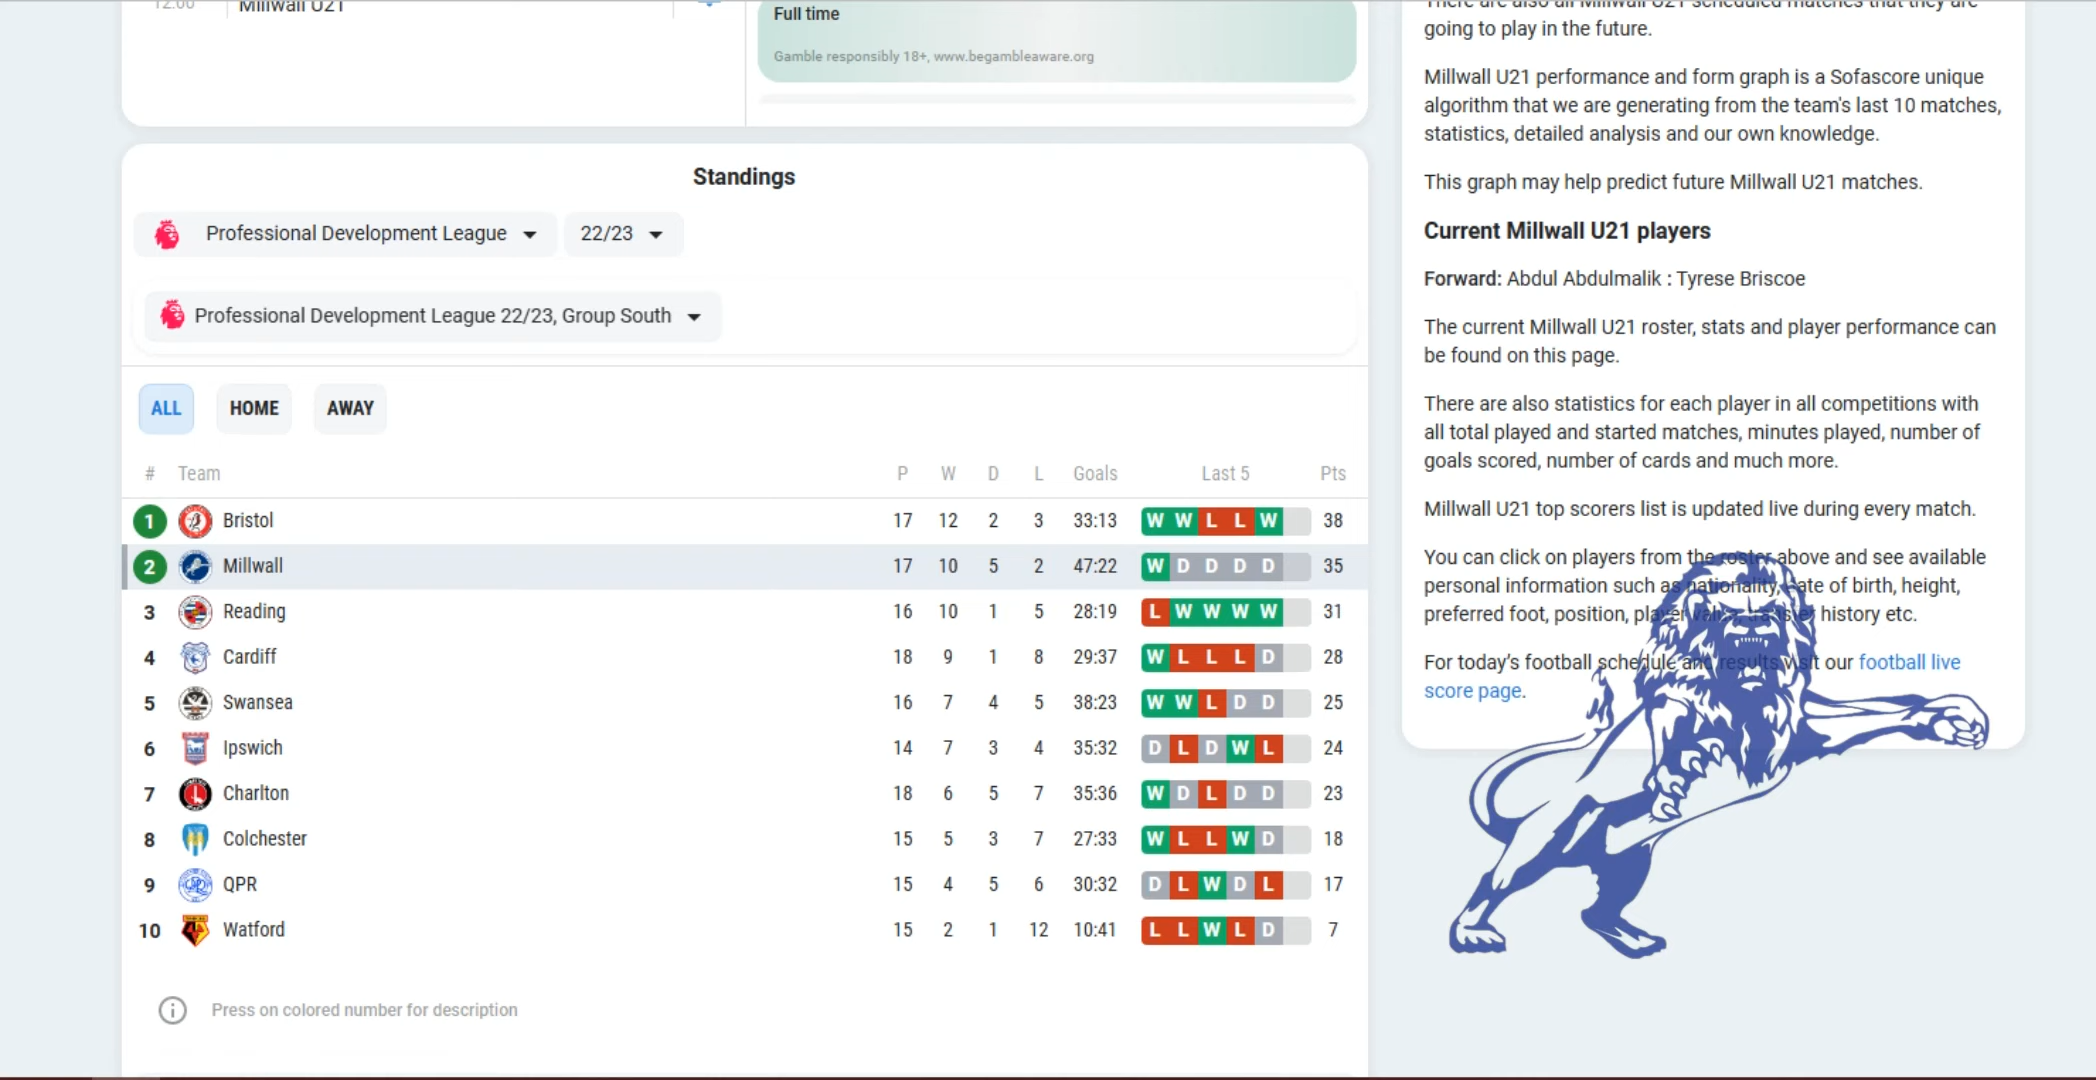 12:00 Millwall U21
Full time
Gamble responsibly 18+, www.begambleaware.org
Standings
Professional Development League 22/23
Professional Development League 22/23, Group South
ALL HOME AWAY
# Team P W D L Goals Last 5 Pts
1 Bristol 17 12 2 3 33:13 W W L L W 38
2 Millwall 17 10 5 2 47:22 W D D D D 35
3 Reading 16 10 1 5 28:19 L W W W W 31
4 Cardiff 18 9 1 8 29:37 W L L L D 28
5 Swansea 16 7 4 5 38:23 W W L D D 25
6 Ipswich 14 7 3 4 35:32 D L D W L 24
7 Charlton 18 6 5 7 35:36 W D L D D 23
8 Colchester 15 5 3 7 27:33 W L L W D 18
9 QPR 15 4 5 6 30:32 D L W D L 17
10 Watford 15 2 1 12 10:41 L L W L D 7
Press on colored number for description
There are also all Millwall U21 scheduled matches that they are
going to play in the future.
Millwall U21 performance and form graph is a Sofascore unique
algorithm that we are generating from the team's last 10 matches,
statistics, detailed analysis and our own knowledge.
This graph may help predict future Millwall U21 matches.
Current Millwall U21 players
Forward: Abdul Abdulmalik : Tyrese Briscoe
The current Millwall U21 roster, stats and player performance can
be found on this page.
There are also statistics for each player in all competitions with
all total played and started matches, minutes played, number of
goals scored, number of cards and much more.
Millwall U21 top scorers list is updated live during every match.
You can click on players from the roster above and see available
personal information such as nationality, date of birth, height,
preferred foot, position, player value, transfer history etc.
For today's football schedule and results visit our football live
score page.